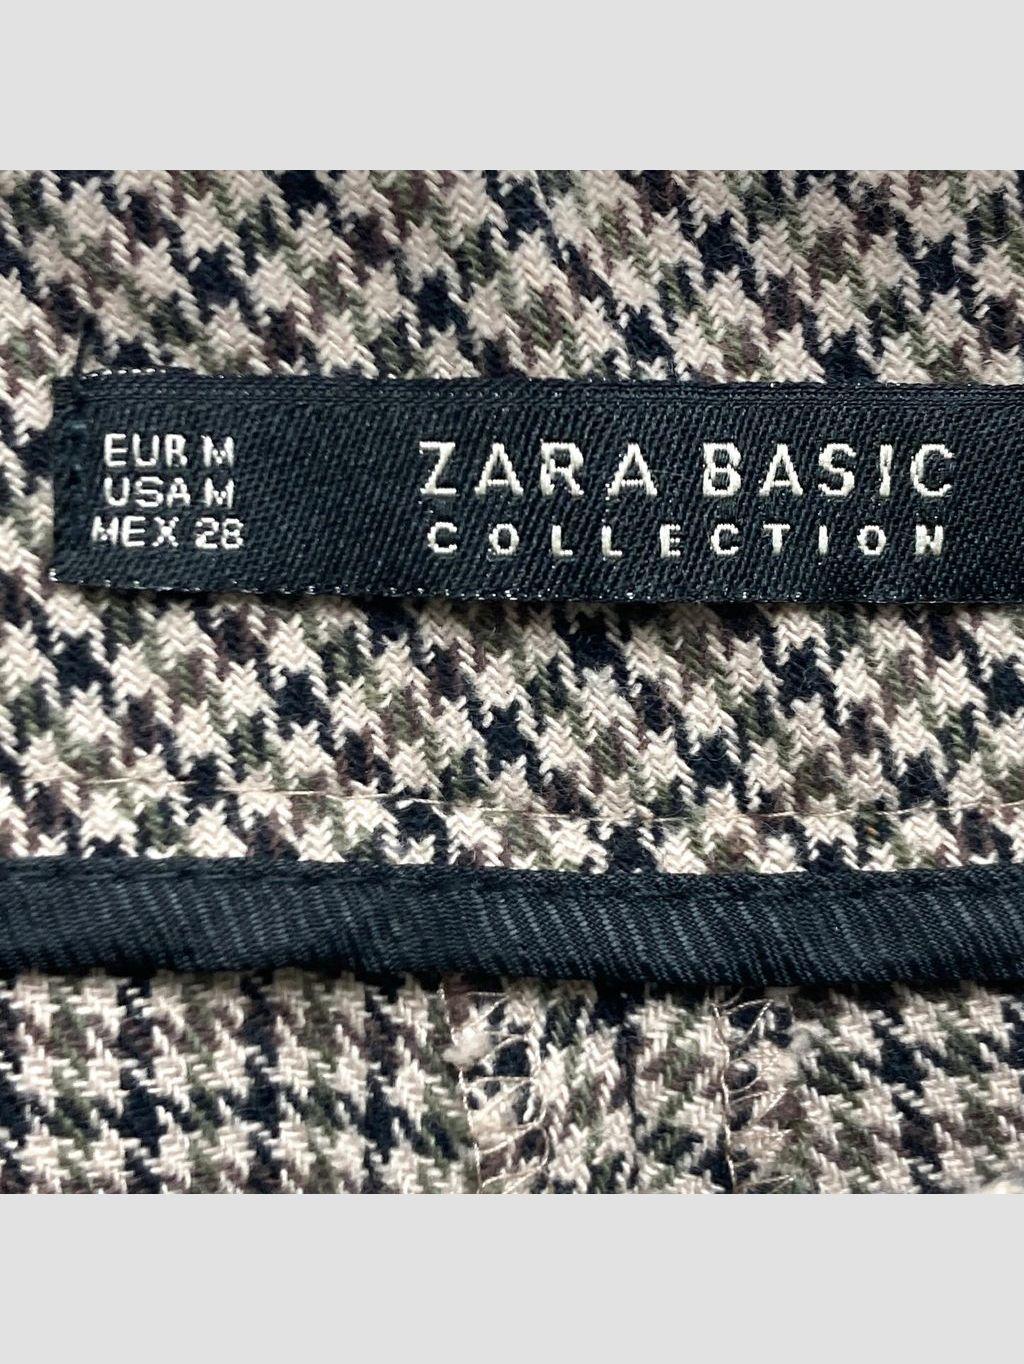 EUR M
USA M
MEX 28
ZARA BASIC
COLLECTION